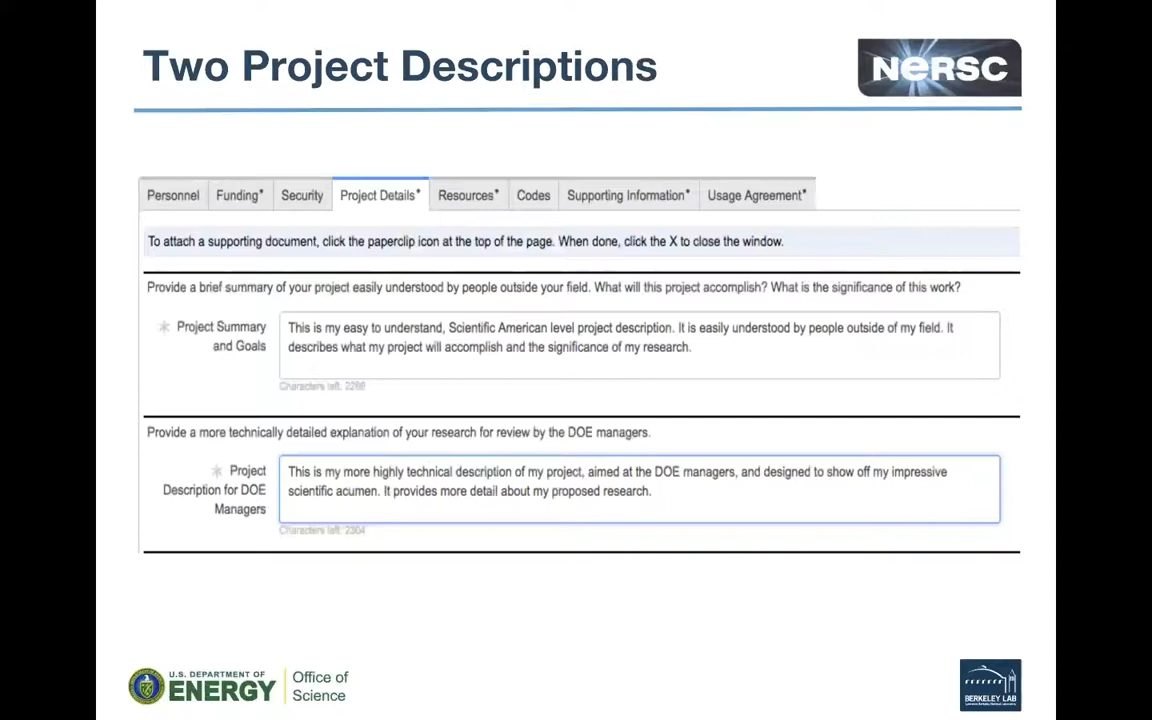 Two Project Descriptions
NERSC
Personnel Funding* Security Project Details* Resources* Codes Supporting Information* Usage Agreement*
To attach a supporting document, click the paperclip icon at the top of the page. When done, click the X to close the window.
Provide a brief summary of your project easily understood by people outside your field. What will this project accomplish? What is the significance of this work?
* Project Summary
and Goals
This is my easy to understand, Scientific American level project description. It is easily understood by people outside of my field. It
describes what my project will accomplish and the significance of my research.
Characters left: 2288
Provide a more technically detailed explanation of your research for review by the DOE managers.
* Project
Description for DOE
Managers
This is my more highly technical description of my project, aimed at the DOE managers, and designed to show off my impressive
scientific acumen. It provides more detail about my proposed research.
Characters left: 2304
U.S. DEPARTMENT OF
ENERGY
Office of
Science
BERKELEY LAB